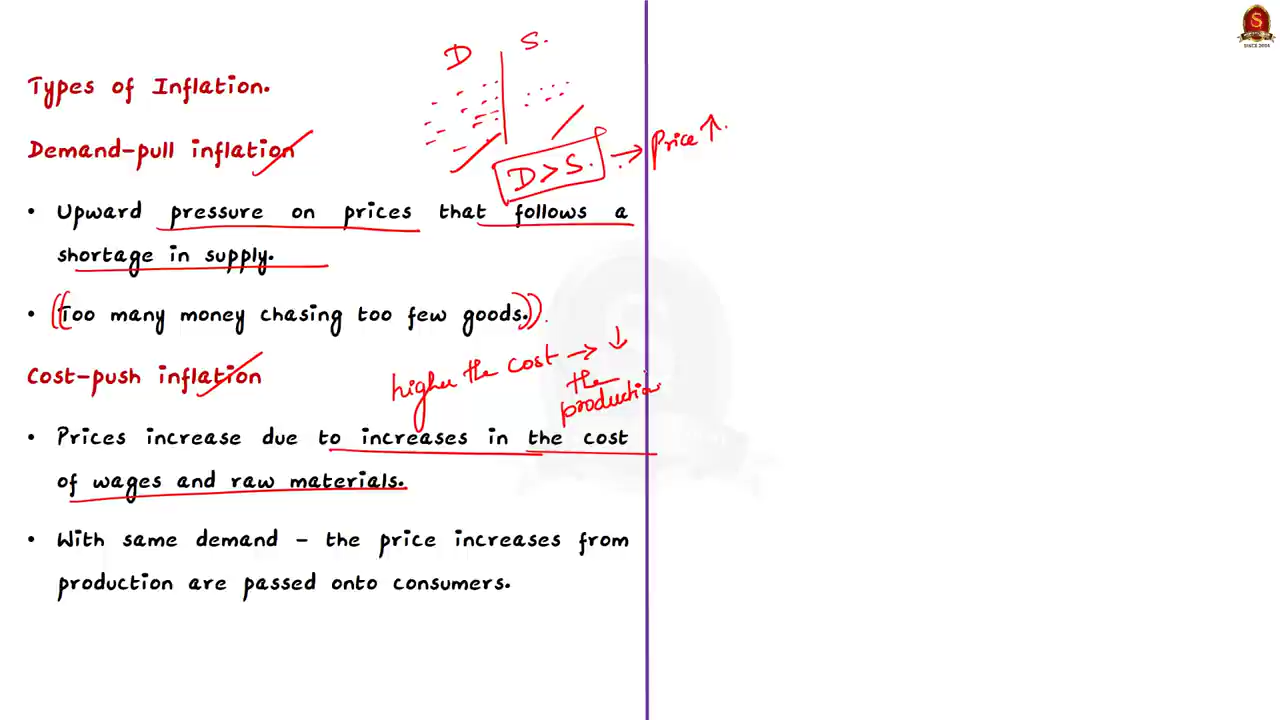 D S.
Types of Inflation.
Demand-pull inflation
D > S. → Price ↑.
• Upward pressure on prices that follows a
shortage in supply.
• ((Too many money chasing too few goods.)).
higher the cost → ↓
the
production
Cost-push inflation
• Prices increase due to increases in the cost
of wages and raw materials.
• With same demand – the price increases from
production are passed onto consumers.